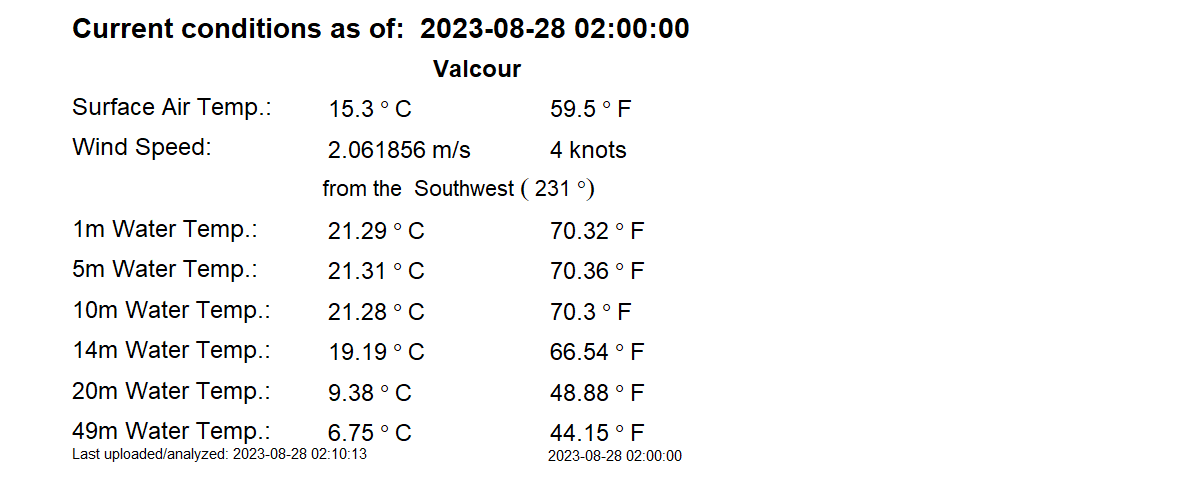 Current conditions as of: 2023-08-28 02:00:00
Valcour
Surface Air Temp.: 15.3 ° C 59.5 ° F
Wind Speed: 2.061856 m/s 4 knots
from the Southwest ( 231 °)
1m Water Temp.: 21.29 ° C 70.32 ° F
5m Water Temp.: 21.31 ° C 70.36 ° F
10m Water Temp.: 21.28 ° C 70.3 ° F
14m Water Temp.: 19.19 ° C 66.54 ° F
20m Water Temp.: 9.38 ° C 48.88 ° F
49m Water Temp.: 6.75 ° C 44.15 ° F
Last uploaded/analyzed: 2023-08-28 02:10:13 2023-08-28 02:00:00